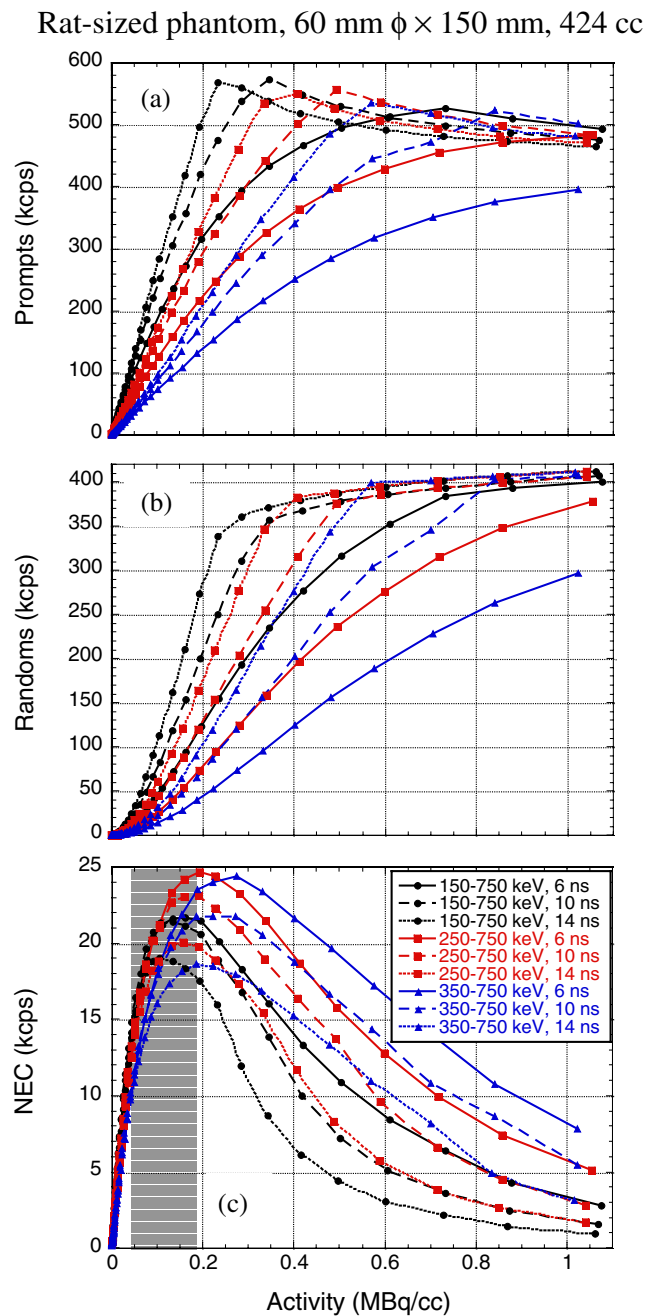 Rat-sized phantom, 60 mm ϕ × 150 mm, 424 cc
600
500
400
300
200
100
0
Prompts (kcps)
(a)
400
350
300
250
200
150
100
50
0
Randoms (kcps)
(b)
25
20
15
10
5
0
NEC (kcps)
150-750 keV, 6 ns
150-750 keV, 10 ns
150-750 keV, 14 ns
250-750 keV, 6 ns
250-750 keV, 10 ns
250-750 keV, 14 ns
350-750 keV, 6 ns
350-750 keV, 10 ns
350-750 keV, 14 ns
(c)
0 0.2 0.4 0.6 0.8 1
Activity (MBq/cc)